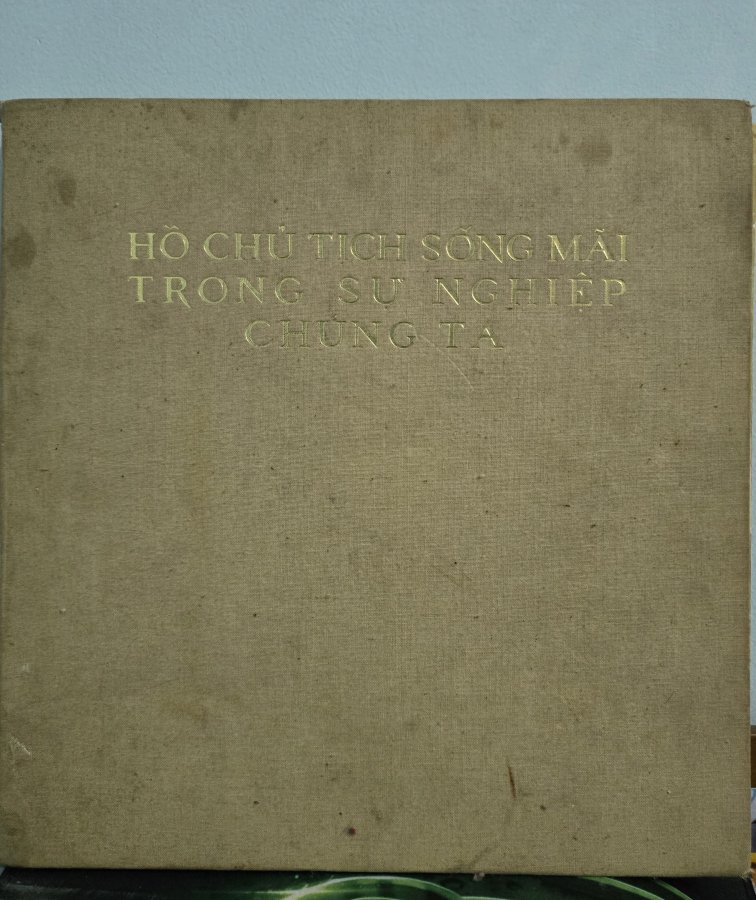 HỒ CHỦ TỊCH SỐNG MÃI
TRONG SỰ NGHIỆP
CHÚNG TA